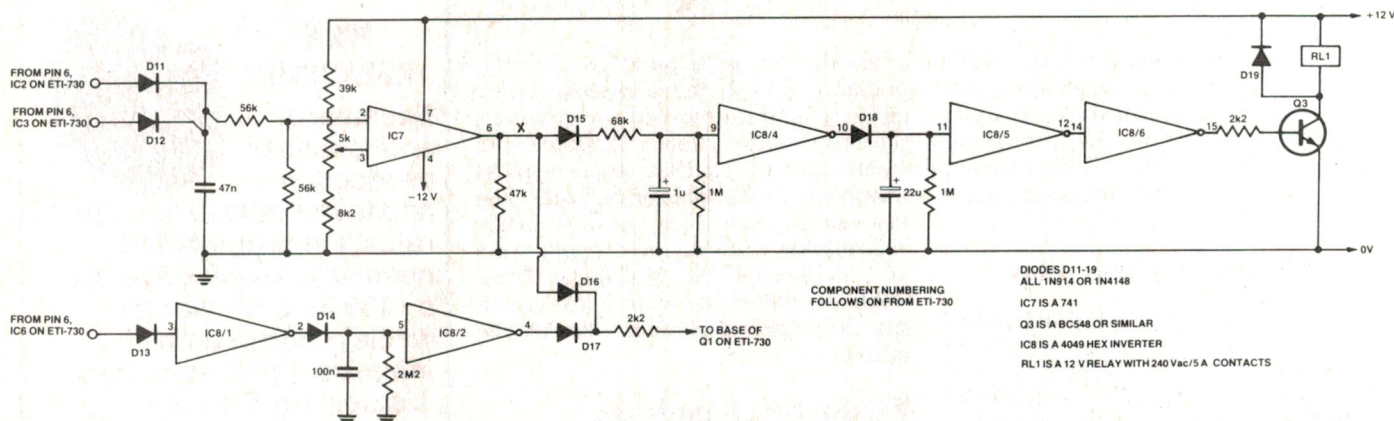 +12 V
FROM PIN 6,
IC2 ON ETI-730
D11
FROM PIN 6,
IC3 ON ETI-730
D12
47n
56k
56k
39k
5k
8k2
2
3
7
4
IC7
−12 V
6
X
47k
D15
68k
1u
+
1M
9
IC8/4
10
D18
22u
+
1M
11
IC8/5
12
14
IC8/6
15
2k2
Q3
D19
RL1
0V
FROM PIN 6,
IC6 ON ETI-730
D13
3
IC8/1
2
D14
100n
2M2
5
IC8/2
4
D16
D17
2k2
TO BASE OF
Q1 ON ETI-730
COMPONENT NUMBERING
FOLLOWS ON FROM ETI-730
DIODES D11-19
ALL 1N914 OR 1N4148
IC7 IS A 741
Q3 IS A BC548 OR SIMILAR
IC8 IS A 4049 HEX INVERTER
RL1 IS A 12 V RELAY WITH 240 Vac/5 A CONTACTS